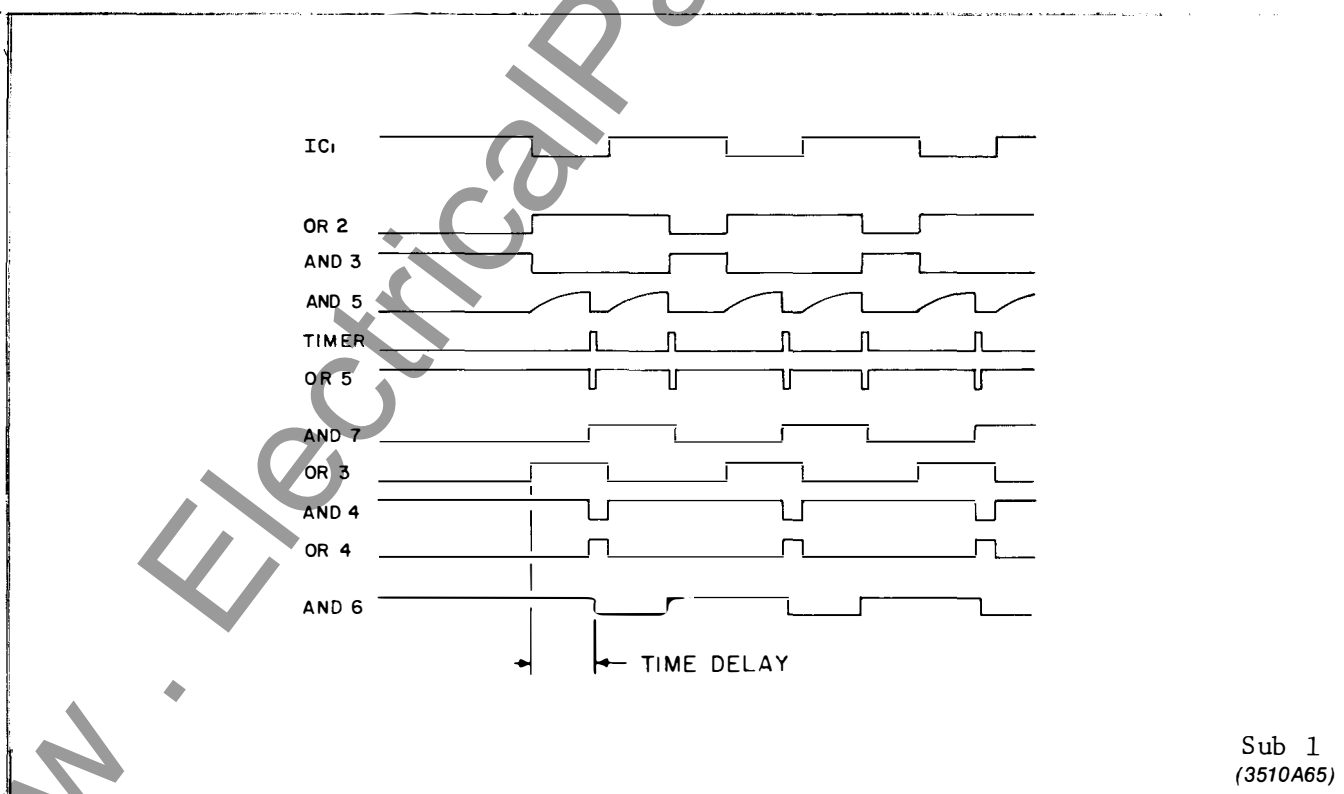 IC1
OR 2
AND 3
AND 5
TIMER
OR 5
AND 7
OR 3
AND 4
OR 4
AND 6
TIME DELAY
Sub 1
(3510A65)
w . ElectricalPa